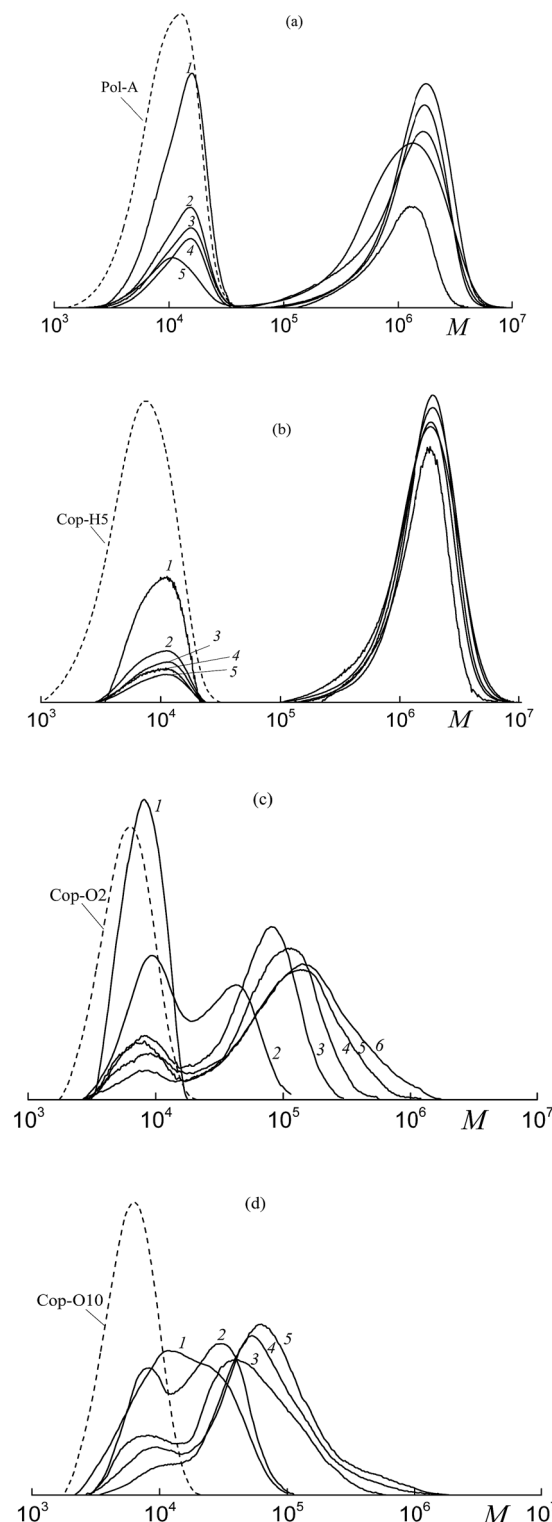 (a)
Pol-A
1
2
3
4
5
10³ 10⁴ 10⁵ 10⁶ M 10⁷
(b)
Cop-H5
1
2 3
4
5
10³ 10⁴ 10⁵ 10⁶ M 10⁷
(c)
1
Cop-O2
2 3 4 5 6
10³ 10⁴ 10⁵ 10⁶ M 10⁷
(d)
Cop-O10
1 2 3 4 5
10³ 10⁴ 10⁵ 10⁶ M 10⁷